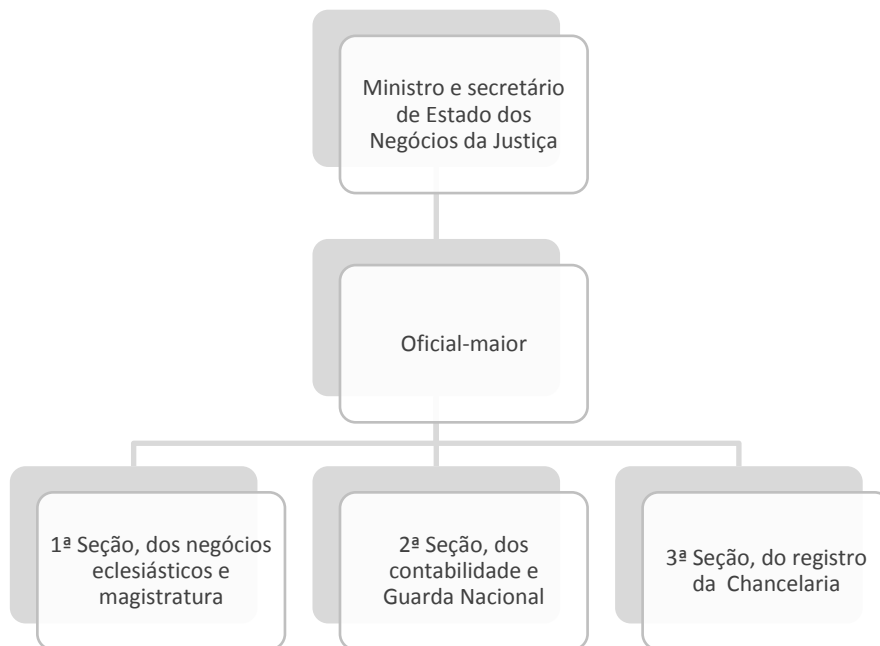 Ministro e secretário
de Estado dos
Negócios da Justiça
Oficial-maior
1ª Seção, dos negócios
eclesiásticos e
magistratura
2ª Seção, dos
contabilidade e
Guarda Nacional
3ª Seção, do registro
da Chancelaria